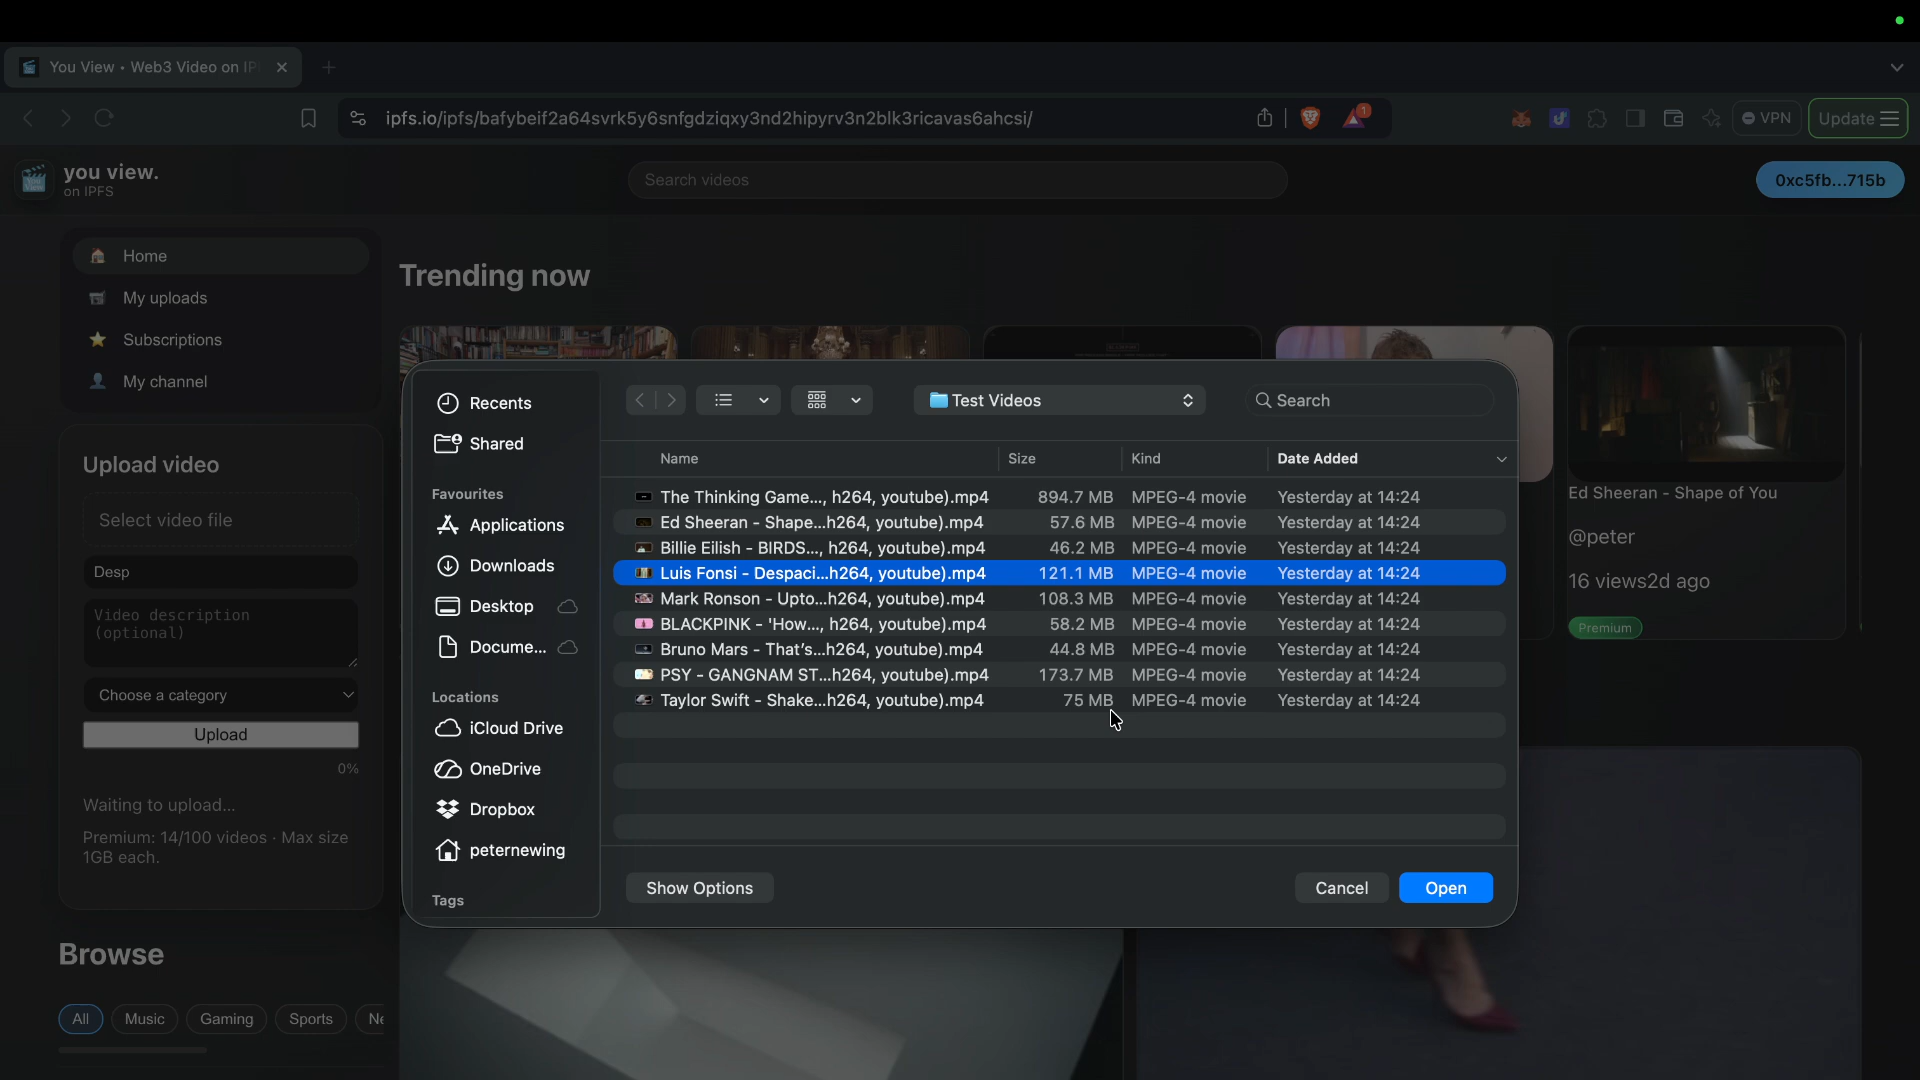 You View • Web3 Video on IP
ipfs.io/ipfs/bafybeif2a64svrk5y6snfgdziqxy3nd2hipyrv3n2blk3ricavas6ahcsi/
1
VPN
Update
you view.
on IPFS
Search videos
0xc5fb...715b
Home
My uploads
Subscriptions
My channel
Trending now
Upload video
Select video file
Desp
Video description
(optional)
Choose a category
Upload
0%
Waiting to upload...
Premium: 14/100 videos · Max size
1GB each.
Browse
All
Music
Gaming
Sports
Ne
Recents
Shared
Favourites
Applications
Downloads
Desktop
Docume...
Locations
iCloud Drive
OneDrive
Dropbox
peternewing
Tags
Test Videos
Search
Name Size Kind Date Added
The Thinking Game..., h264, youtube).mp4 894.7 MB MPEG-4 movie Yesterday at 14:24
Ed Sheeran - Shape...h264, youtube).mp4 57.6 MB MPEG-4 movie Yesterday at 14:24
Billie Eilish - BIRDS..., h264, youtube).mp4 46.2 MB MPEG-4 movie Yesterday at 14:24
Luis Fonsi - Despaci...h264, youtube).mp4 121.1 MB MPEG-4 movie Yesterday at 14:24
Mark Ronson - Upto...h264, youtube).mp4 108.3 MB MPEG-4 movie Yesterday at 14:24
BLACKPINK - 'How..., h264, youtube).mp4 58.2 MB MPEG-4 movie Yesterday at 14:24
Bruno Mars - That's...h264, youtube).mp4 44.8 MB MPEG-4 movie Yesterday at 14:24
PSY - GANGNAM ST...h264, youtube).mp4 173.7 MB MPEG-4 movie Yesterday at 14:24
Taylor Swift - Shake...h264, youtube).mp4 75 MB MPEG-4 movie Yesterday at 14:24
Show Options
Cancel
Open
Ed Sheeran - Shape of You
@peter
16 views2d ago
Premium